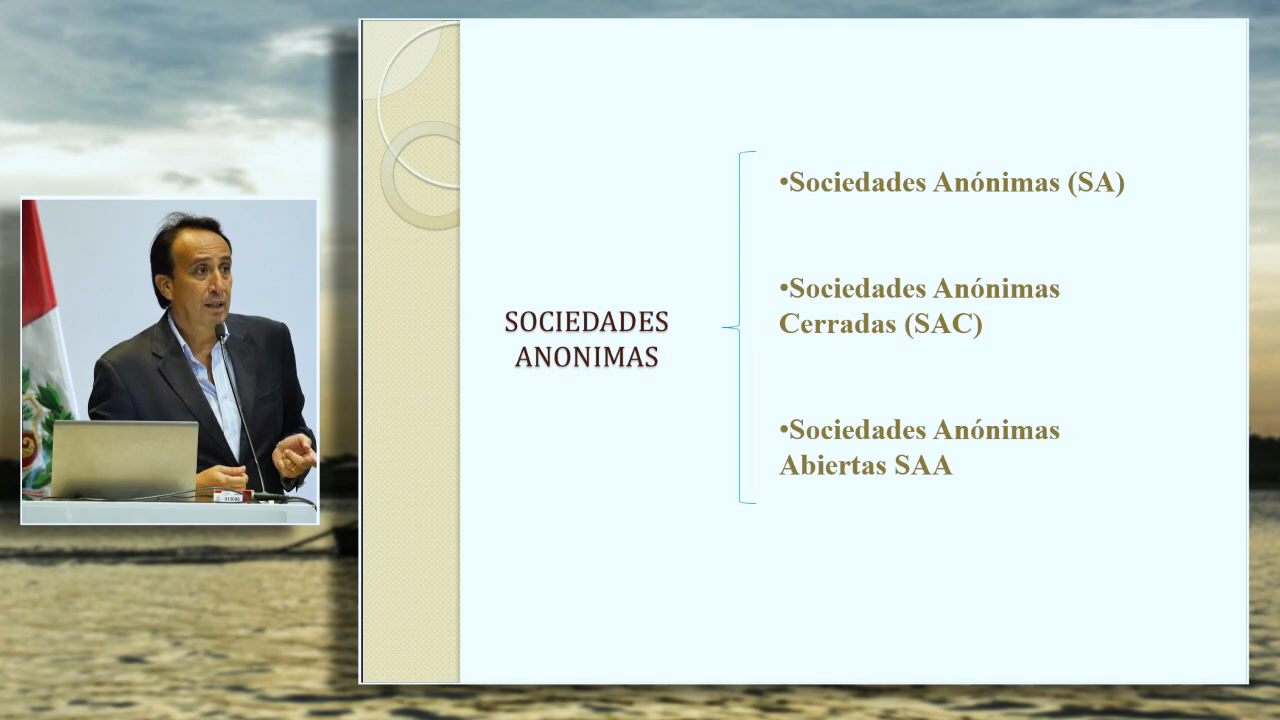 SOCIEDADES
ANONIMAS
•Sociedades Anónimas (SA)
•Sociedades Anónimas
Cerradas (SAC)
•Sociedades Anónimas
Abiertas SAA